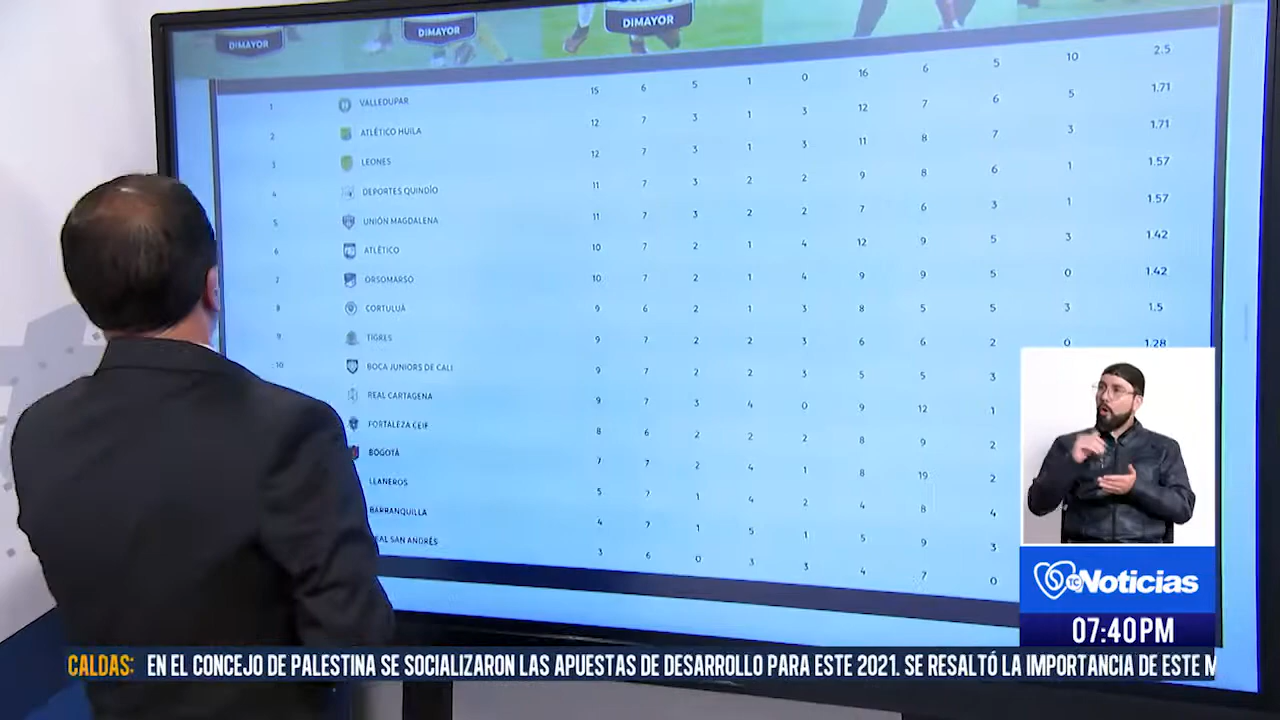 DIMAYOR DIMAYOR DIMAYOR
1 VALLEDUPAR 15 6 5 1 0 16 6 5 10 2.5
2 ATLÉTICO HUILA 12 7 3 1 3 12 7 6 5 1.71
3 LEONES 12 7 3 1 3 11 8 7 3 1.71
4 DEPORTES QUINDÍO 11 7 3 2 2 9 8 6 1 1.57
5 UNIÓN MAGDALENA 11 7 3 2 2 7 6 3 1 1.57
6 ATLÉTICO 10 7 2 1 4 12 9 5 3 1.42
7 ORSOMARSO 10 7 2 1 4 9 9 5 0 1.42
8 CORTULUÁ 9 6 2 1 3 8 5 5 3 1.5
9 TIGRES 9 7 2 2 3 6 6 2 0 1.28
10 BOCA JUNIORS DE CALI 9 7 2 2 3 5 5 3
REAL CARTAGENA 9 7 3 4 0 9 12 1
FORTALEZA CEIF 8 6 2 2 2 8 9 2
BOGOTÁ 7 7 2 4 1 8 19 2
LLANEROS 5 7 1 4 2 4 8 4
BARRANQUILLA 4 7 1 5 1 5 9 3
EAL SAN ANDRÉS 3 6 0 3 3 4 7 0
TC Noticias
07:40PM
CALDAS: EN EL CONCEJO DE PALESTINA SE SOCIALIZARON LAS APUESTAS DE DESARROLLO PARA ESTE 2021. SE RESALTÓ LA IMPORTANCIA DE ESTE M